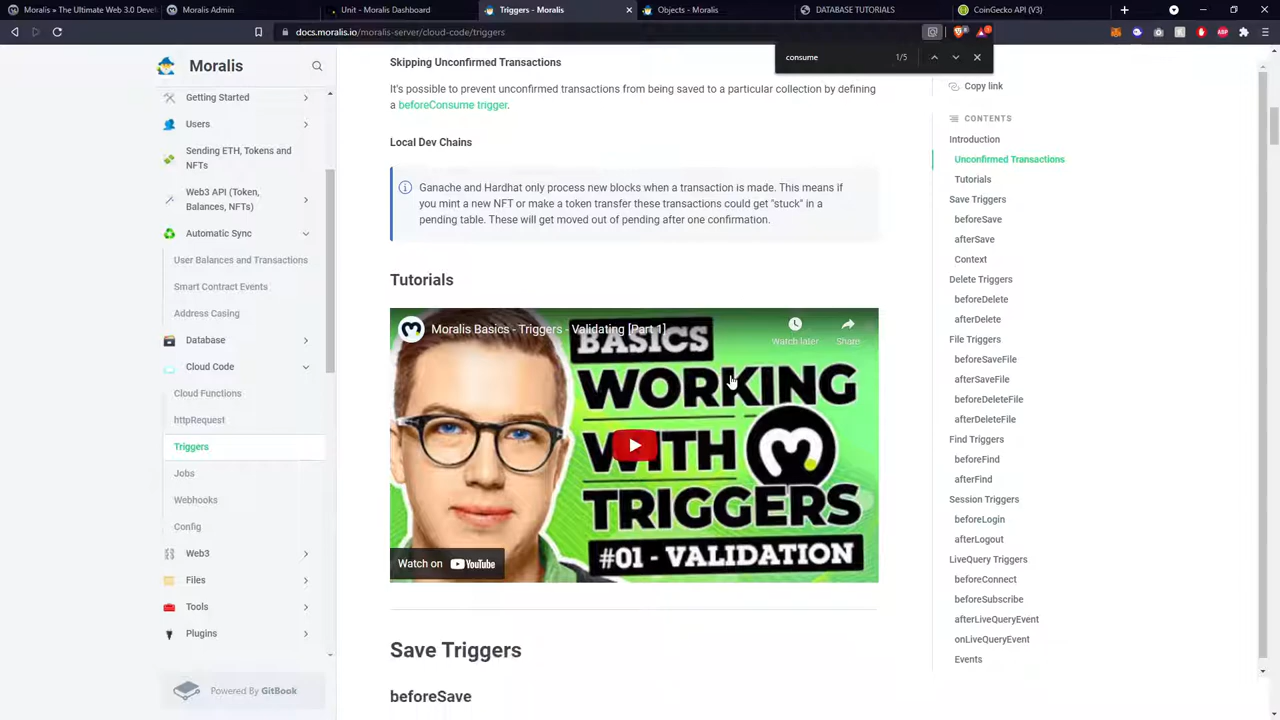 Moralis » The Ultimate Web 3.0 Devel
Moralis Admin
Unit - Moralis Dashboard
Triggers - Moralis
Objects - Moralis
DATABASE TUTORIALS
CoinGecko API (V3)
docs.moralis.io/moralis-server/cloud-code/triggers
consume
1/5
Moralis
Getting Started
Users
Sending ETH, Tokens and
NFTs
Web3 API (Token,
Balances, NFTs)
Automatic Sync
User Balances and Transactions
Smart Contract Events
Address Casing
Database
Cloud Code
Cloud Functions
httpRequest
Triggers
Jobs
Webhooks
Config
Web3
Files
Tools
Plugins
Powered By GitBook
Skipping Unconfirmed Transactions
It's possible to prevent unconfirmed transactions from being saved to a particular collection by defining
a beforeConsume trigger.
Local Dev Chains
Ganache and Hardhat only process new blocks when a transaction is made. This means if
you mint a new NFT or make a token transfer these transactions could get "stuck" in a
pending table. These will get moved out of pending after one confirmation.
Tutorials
Moralis Basics - Triggers - Validating [Part 1]
Watch later
Share
BASICS
WORKING
WITH
TRIGGERS
#01 - VALIDATION
Watch on YouTube
Save Triggers
beforeSave
Copy link
CONTENTS
Introduction
Unconfirmed Transactions
Tutorials
Save Triggers
beforeSave
afterSave
Context
Delete Triggers
beforeDelete
afterDelete
File Triggers
beforeSaveFile
afterSaveFile
beforeDeleteFile
afterDeleteFile
Find Triggers
beforeFind
afterFind
Session Triggers
beforeLogin
afterLogout
LiveQuery Triggers
beforeConnect
beforeSubscribe
afterLiveQueryEvent
onLiveQueryEvent
Events